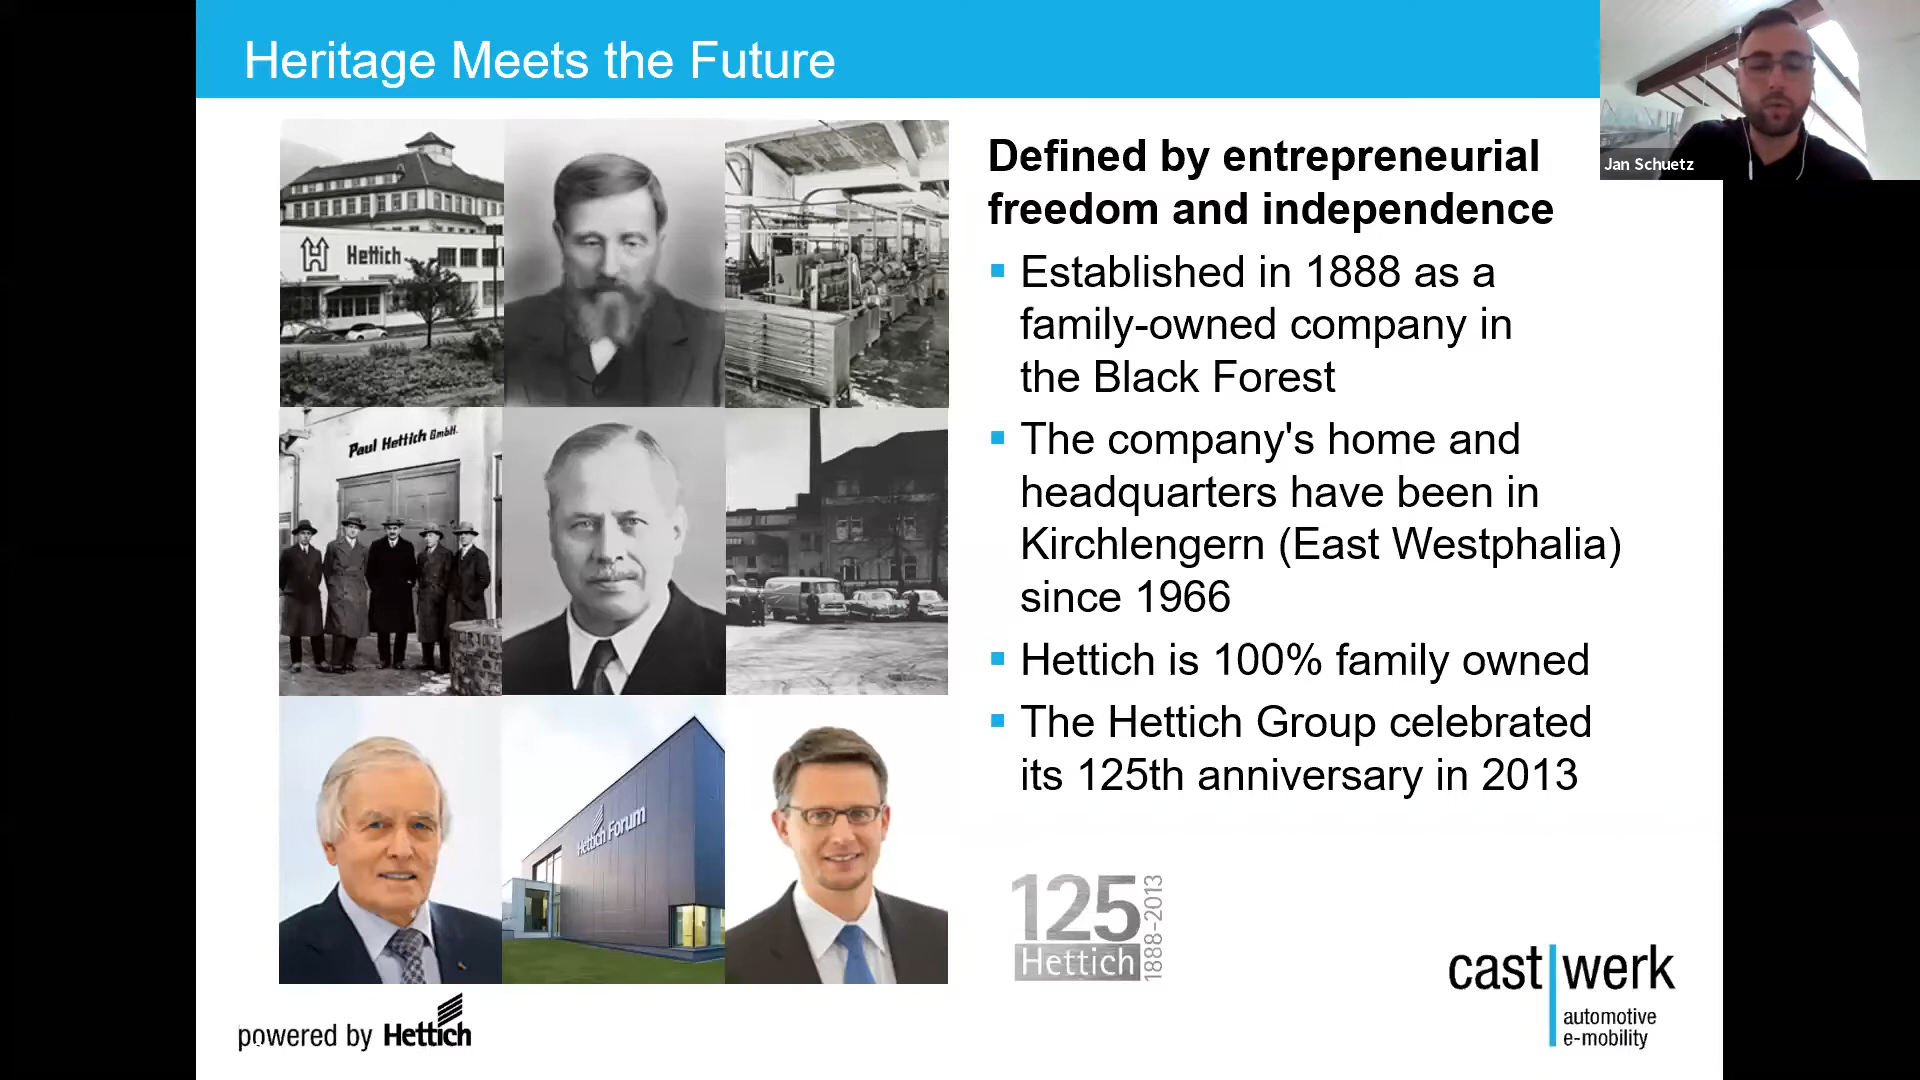 Heritage Meets the Future
Jan Schuetz
Defined by entrepreneurial
freedom and independence
Established in 1888 as a
family-owned company in
the Black Forest
The company's home and
headquarters have been in
Kirchlengern (East Westphalia)
since 1966
Hettich is 100% family owned
The Hettich Group celebrated
its 125th anniversary in 2013
Hettich
Paul Hettich GmbH.
Hettich Forum
125
Hettich
1888-2013
powered by Hettich
cast werk
automotive
e-mobility